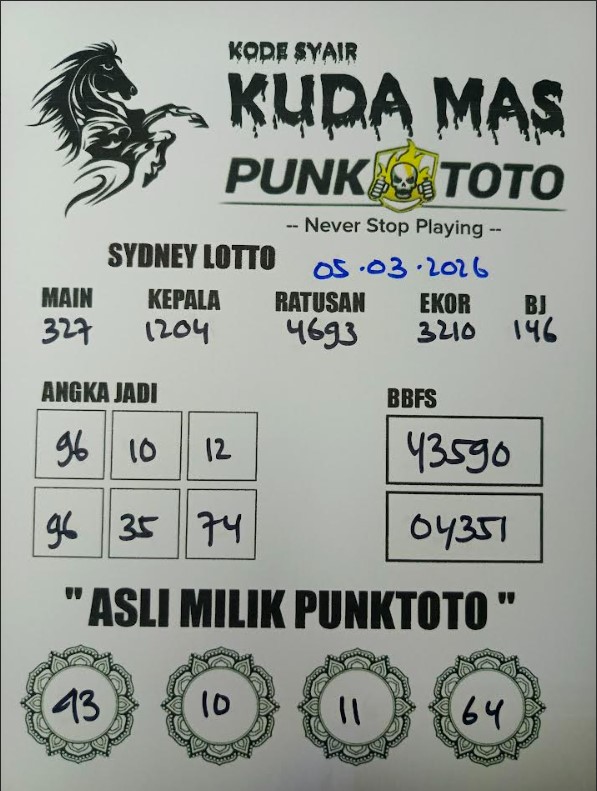 KODE SYAIR
KUDA MAS
PUNK TOTO
-- Never Stop Playing --
SYDNEY LOTTO 05.03.2026
MAIN KEPALA RATUSAN EKOR BJ
327 1204 4693 3210 146
ANGKA JADI BBFS
96 10 12 43590
96 35 74 04351
" ASLI MILIK PUNKTOTO "
43 10 11 64